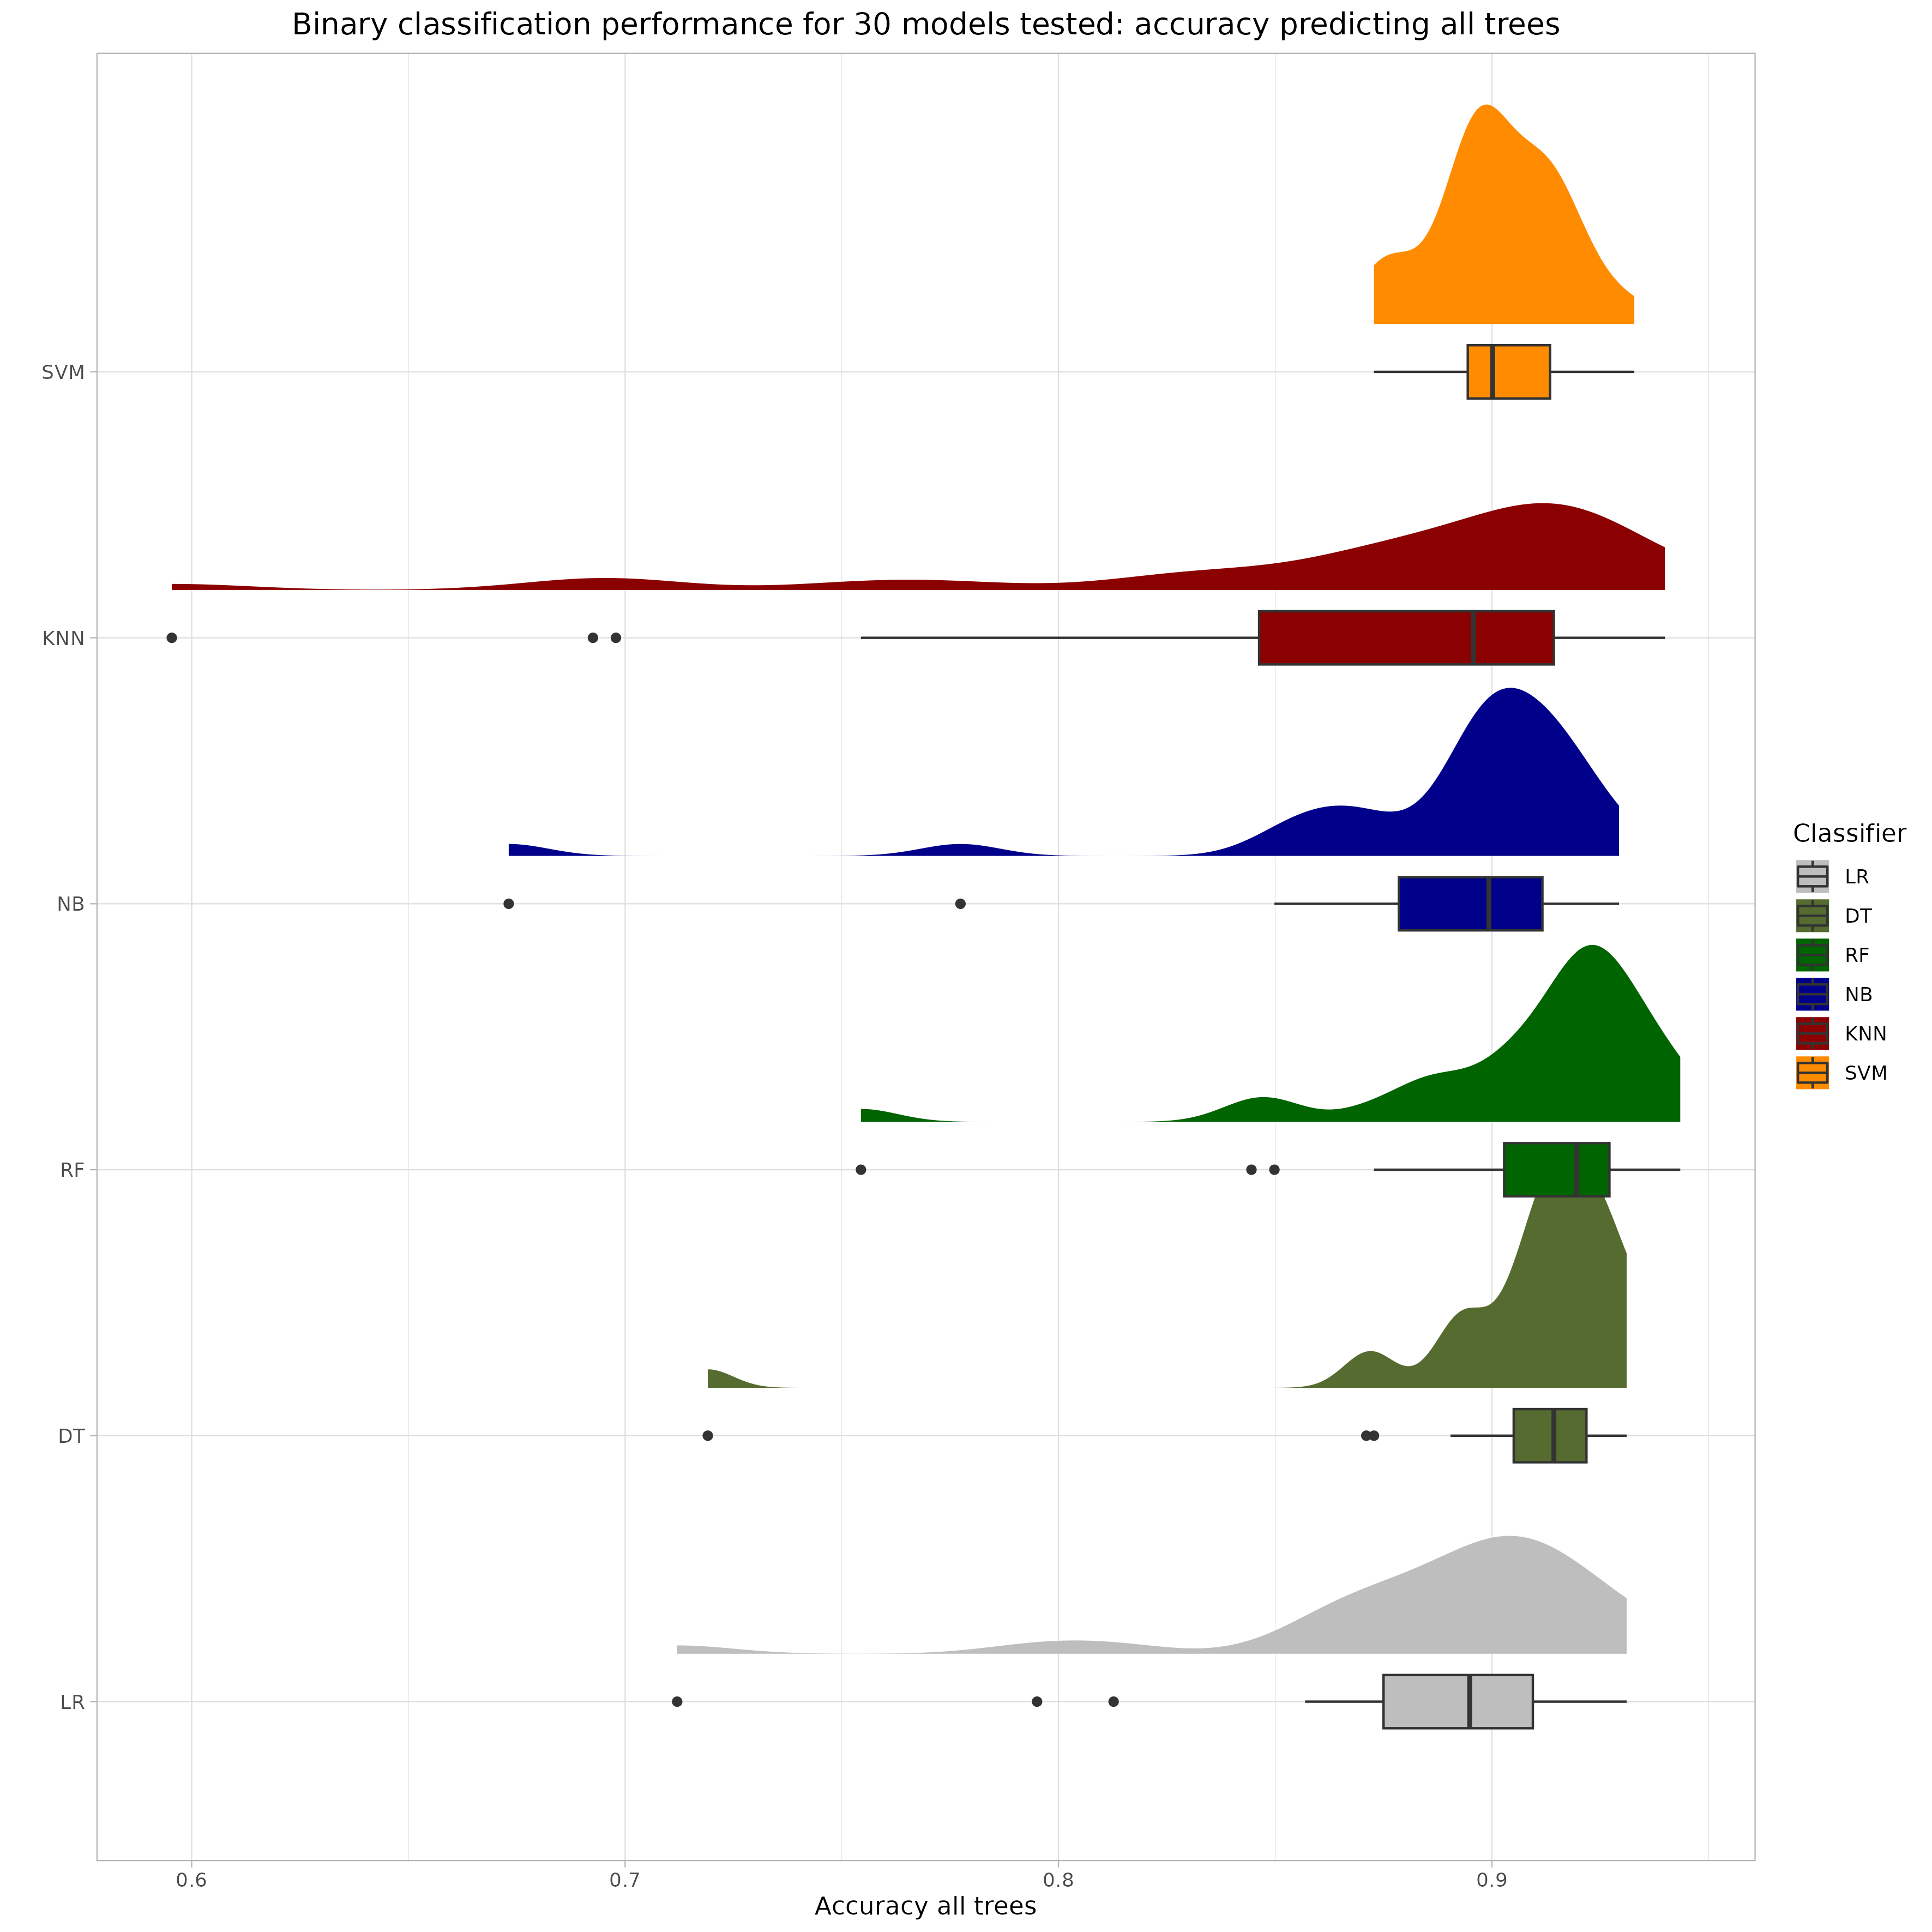 Binary classification performance for 30 models tested: accuracy predicting all trees
SVM
KNN
NB
RF
DT
LR
0.6 0.7 0.8 0.9
Accuracy all trees
Classifier
LR
DT
RF
NB
KNN
SVM